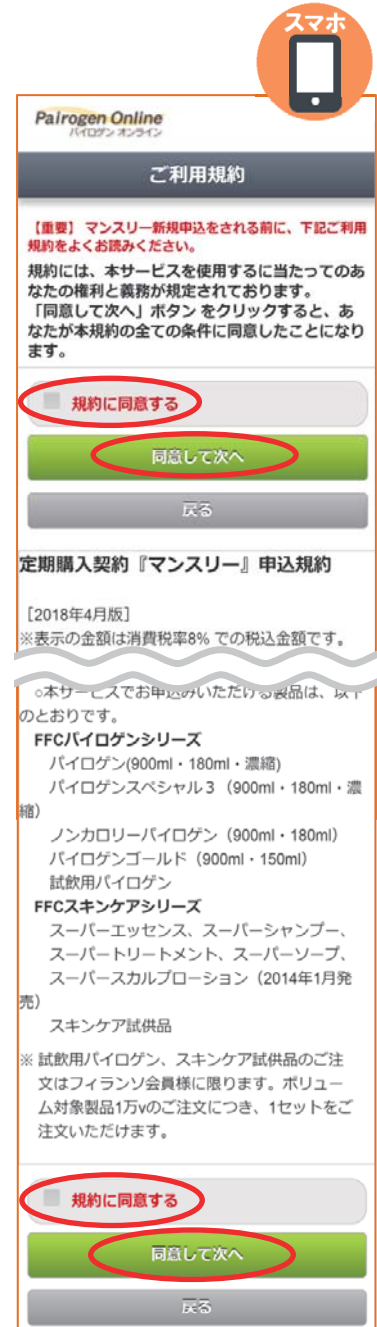 スマホ
Pairogen Online
パイロゲン オンライン
ご利用規約
【重要】 マンスリー新規申込をされる前に、下記ご利用
規約をよくお読みください。
規約には、本サービスを使用するに当たってのあ
なたの権利と義務が規定されております。
「同意して次へ」ボタン をクリックすると、あ
なたが本規約の全ての条件に同意したことになり
ます。
規約に同意する
同意して次へ
戻る
定期購入契約『マンスリー』申込規約
［2018年4月版］
※表示の金額は消費税率8% での税込金額です。
○本サービスでお申込みいただける製品は、以下
のとおりです。
FFCパイロゲンシリーズ
パイロゲン(900ml・180ml・濃縮)
パイロゲンスペシャル３（900ml・180ml・濃
縮）
ノンカロリーパイロゲン（900ml・180ml）
パイロゲンゴールド（900ml・150ml）
試飲用パイロゲン
FFCスキンケアシリーズ
スーパーエッセンス、スーパーシャンプー、
スーパートリートメント、スーパーソープ、
スーパースカルプローション（2014年1月発
売）
スキンケア試供品
※ 試飲用パイロゲン、スキンケア試供品のご注
文はフィランソ会員様に限ります。ボリュー
ム対象製品1万vのご注文につき、1セットをご
注文いただけます。
規約に同意する
同意して次へ
戻る